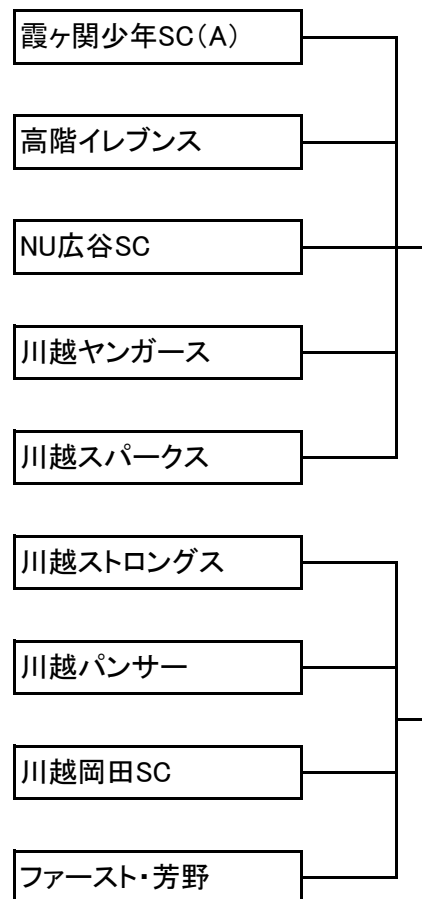 霞ヶ関少年SC（A）
高階イレブンス
NU広谷SC
川越ヤンガース
川越スパークス
川越ストロングス
川越パンサー
川越岡田SC
ファースト・芳野